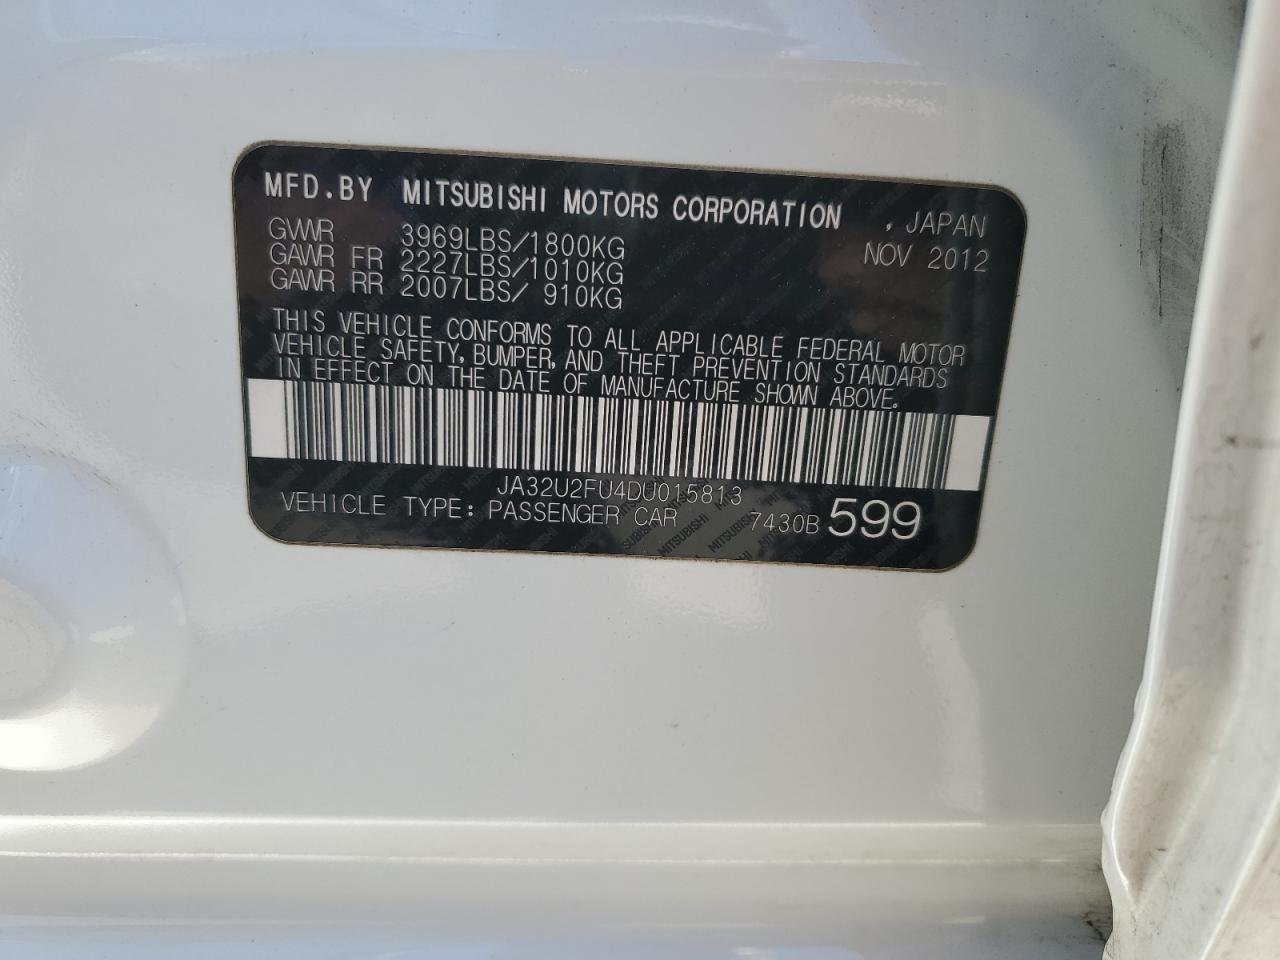 MFD.BY MITSUBISHI MOTORS CORPORATION , JAPAN
GVWR 3969LBS/1800KG NOV 2012
GAWR FR 2227LBS/1010KG
GAWR RR 2007LBS/ 910KG
THIS VEHICLE CONFORMS TO ALL APPLICABLE FEDERAL MOTOR
VEHICLE SAFETY, BUMPER, AND THEFT PREVENTION STANDARDS
IN EFFECT ON THE DATE OF MANUFACTURE SHOWN ABOVE.
JA32U2FU4DU015813
VEHICLE TYPE: PASSENGER CAR 7430B 599